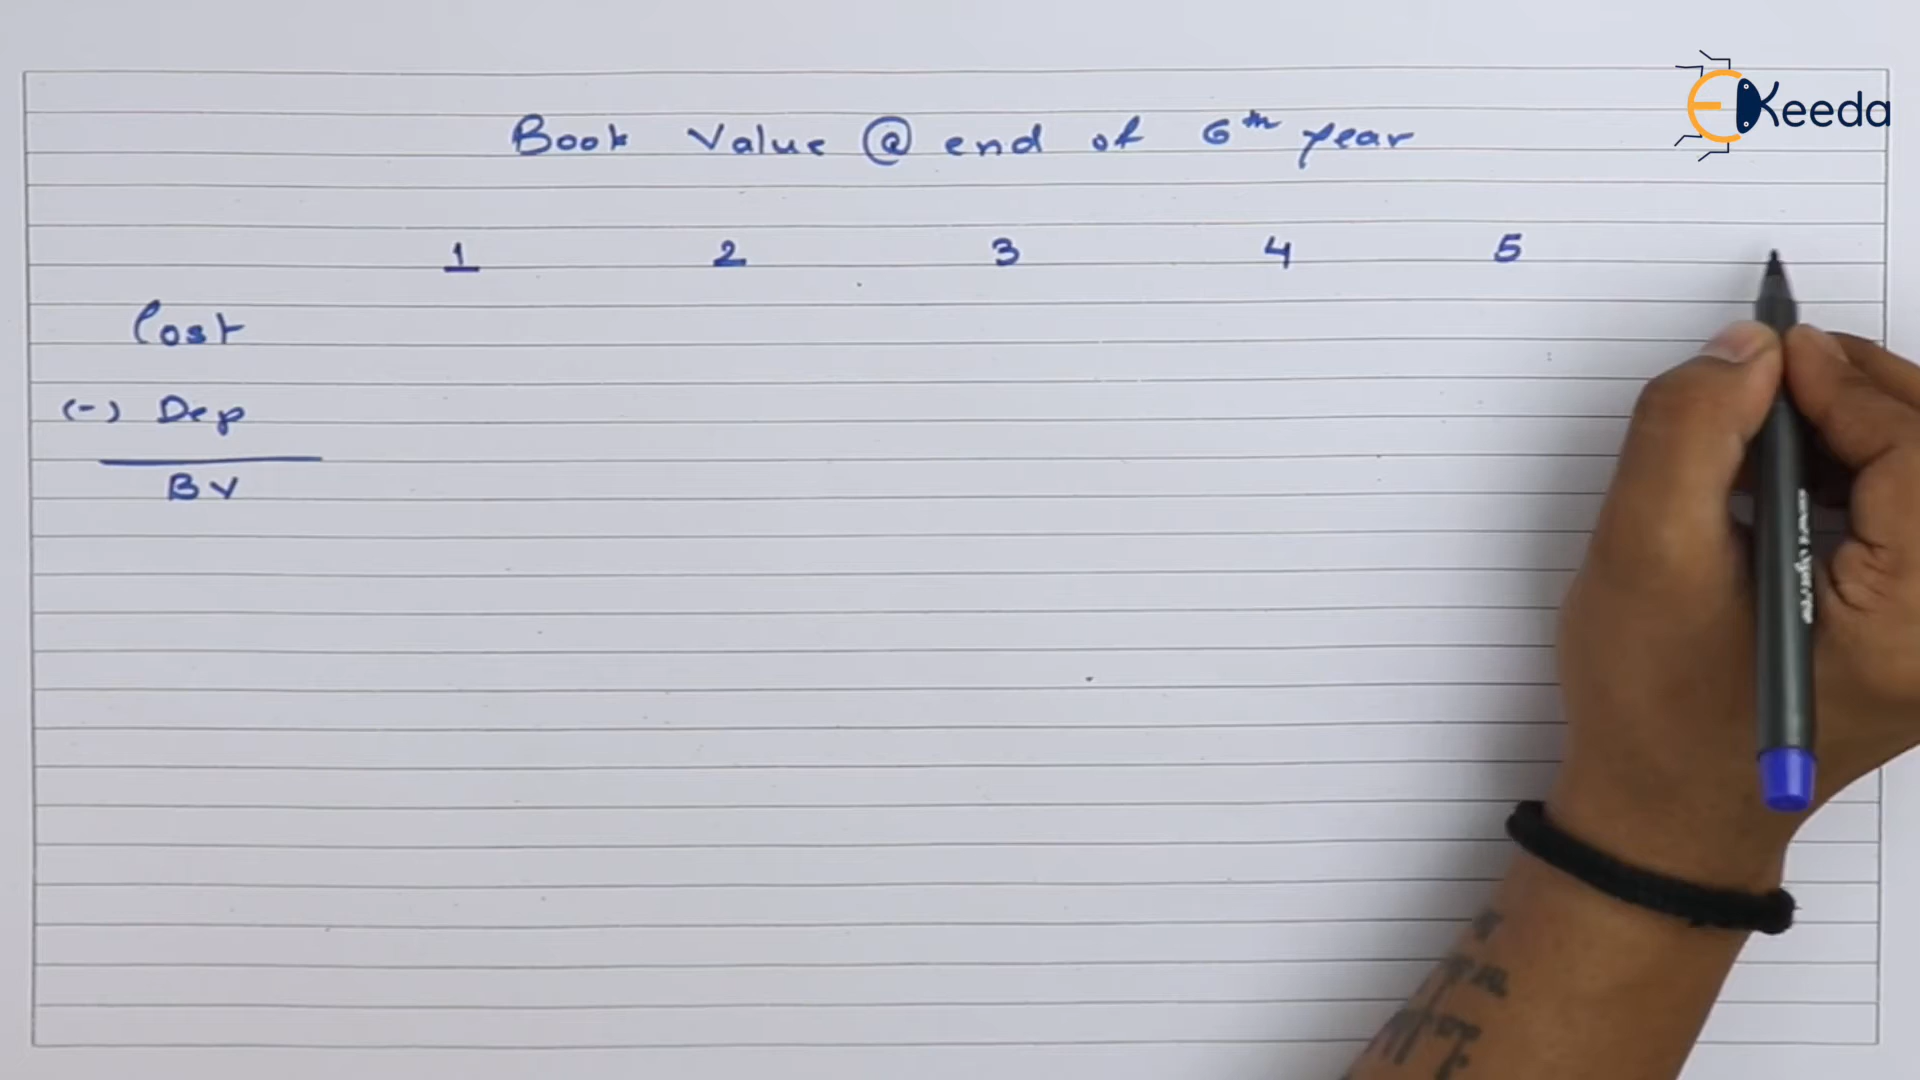 Keeda
Book Value @ end of 6th year
1 2 3 4 5
Cost
(-) Dep
BV